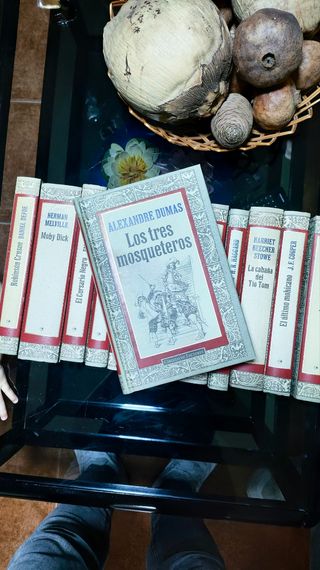 Robinson Crusoe DANIEL DEFOE
HERMAN
MELVILLE
Moby Dick
El Corsario Negro
ALEXANDRE DUMAS
Los tres
mosqueteros
H. R. HAGGARD
HARRIET
BEECHER
STOWE
La cabaña
del
Tío Tom
El último mohicano J. F. COOPER